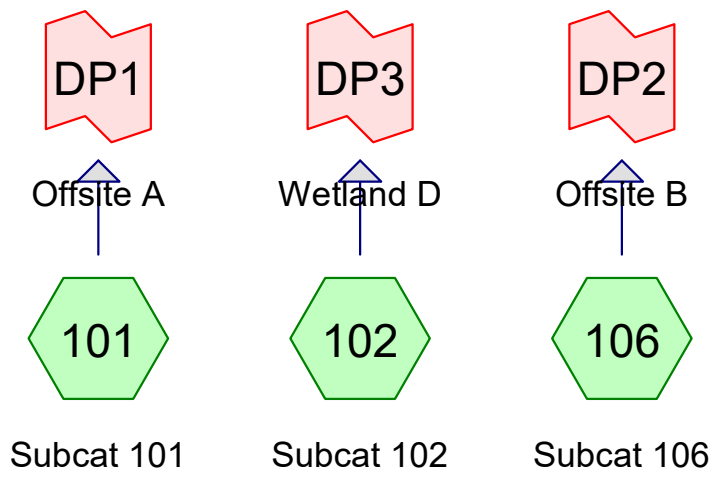 DP1 DP3 DP2
Offsite A Wetland D Offsite B
101 102 106
Subcat 101 Subcat 102 Subcat 106